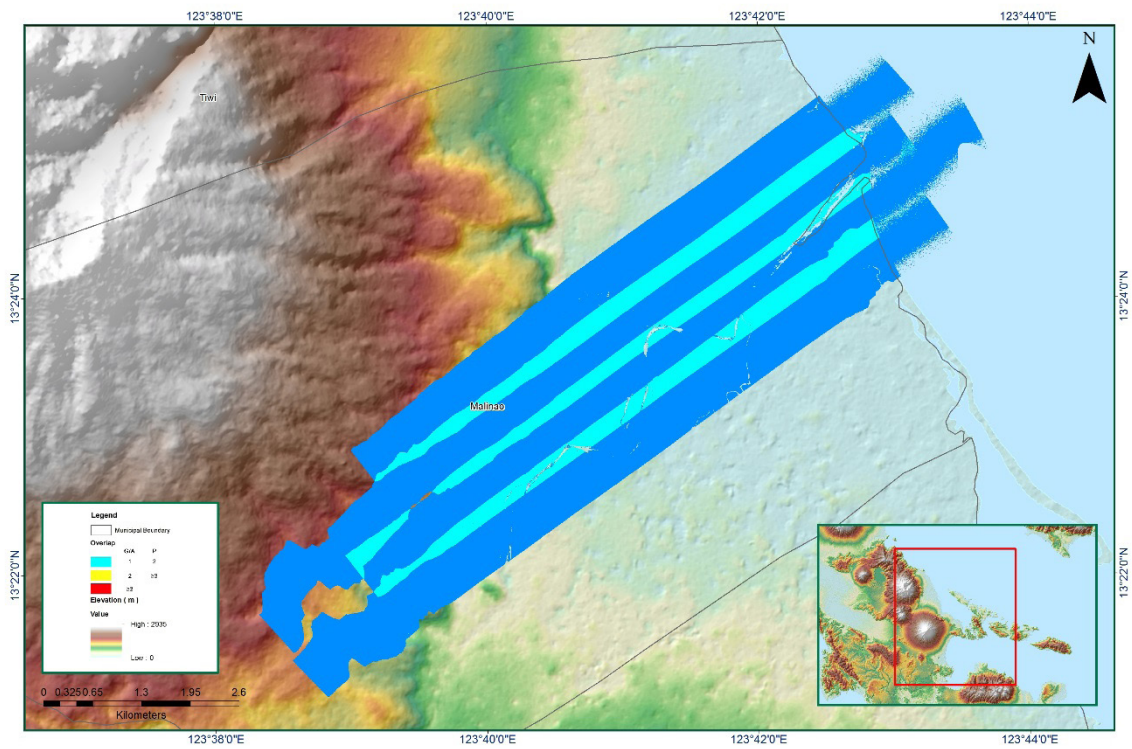 123°38'0"E 123°40'0"E 123°42'0"E 123°44'0"E
N
Tiwi
13°24'0"N 13°24'0"N
Malinao
Legend
Municipal Boundary
Overlap
G/A P
1 2
2 ≥3
≥3
Elevation ( m )
Value
High : 2935
Low : 0
13°22'0"N 13°22'0"N
0 0.325 0.65 1.3 1.95 2.6
Kilometers
123°38'0"E 123°40'0"E 123°42'0"E 123°44'0"E